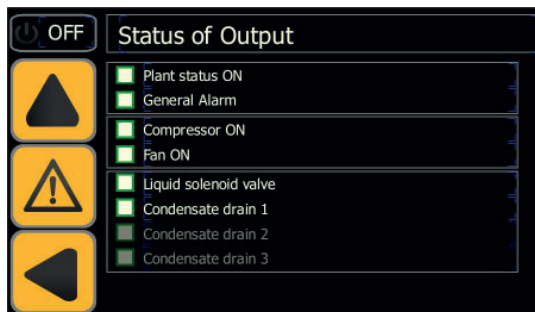 OFF
Status of Output
Plant status ON
General Alarm
Compressor ON
Fan ON
Liquid solenoid valve
Condensate drain 1
Condensate drain 2
Condensate drain 3